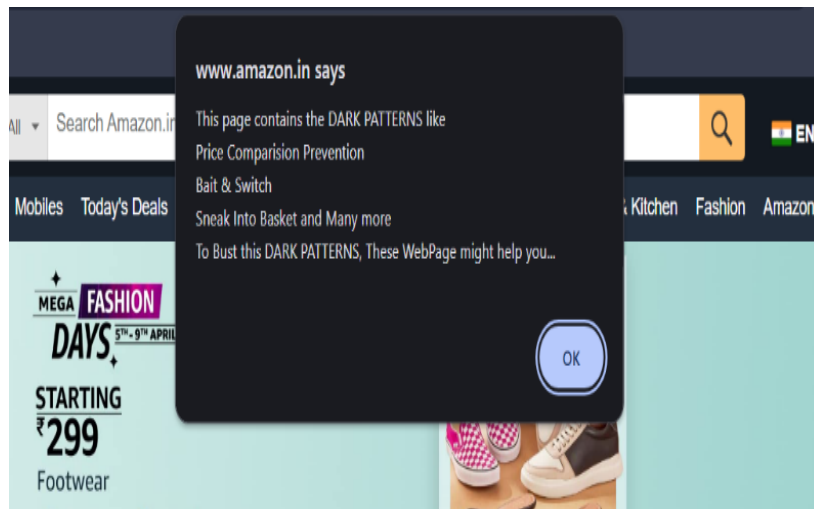 www.amazon.in says
This page contains the DARK PATTERNS like
Price Comparision Prevention
Bait & Switch
Sneak Into Basket and Many more
To Bust this DARK PATTERNS, These WebPage might help you...
OK
All
Search Amazon.in
EN
Mobiles Today's Deals & Kitchen Fashion Amazon
MEGA FASHION
DAYS 5TH-9TH APRIL
STARTING
₹299
Footwear